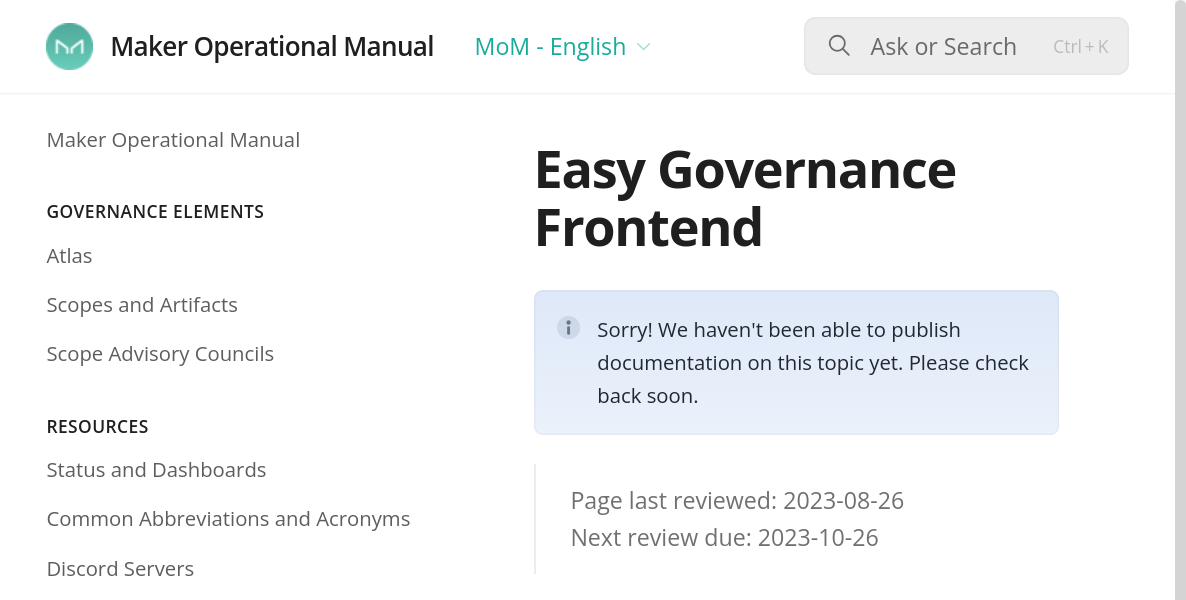 Maker Operational Manual
MoM - English
Ask or Search
Ctrl + K
Maker Operational Manual
GOVERNANCE ELEMENTS
Atlas
Scopes and Artifacts
Scope Advisory Councils
RESOURCES
Status and Dashboards
Common Abbreviations and Acronyms
Discord Servers
Easy Governance
Frontend
Sorry! We haven't been able to publish
documentation on this topic yet. Please check
back soon.
Page last reviewed: 2023-08-26
Next review due: 2023-10-26